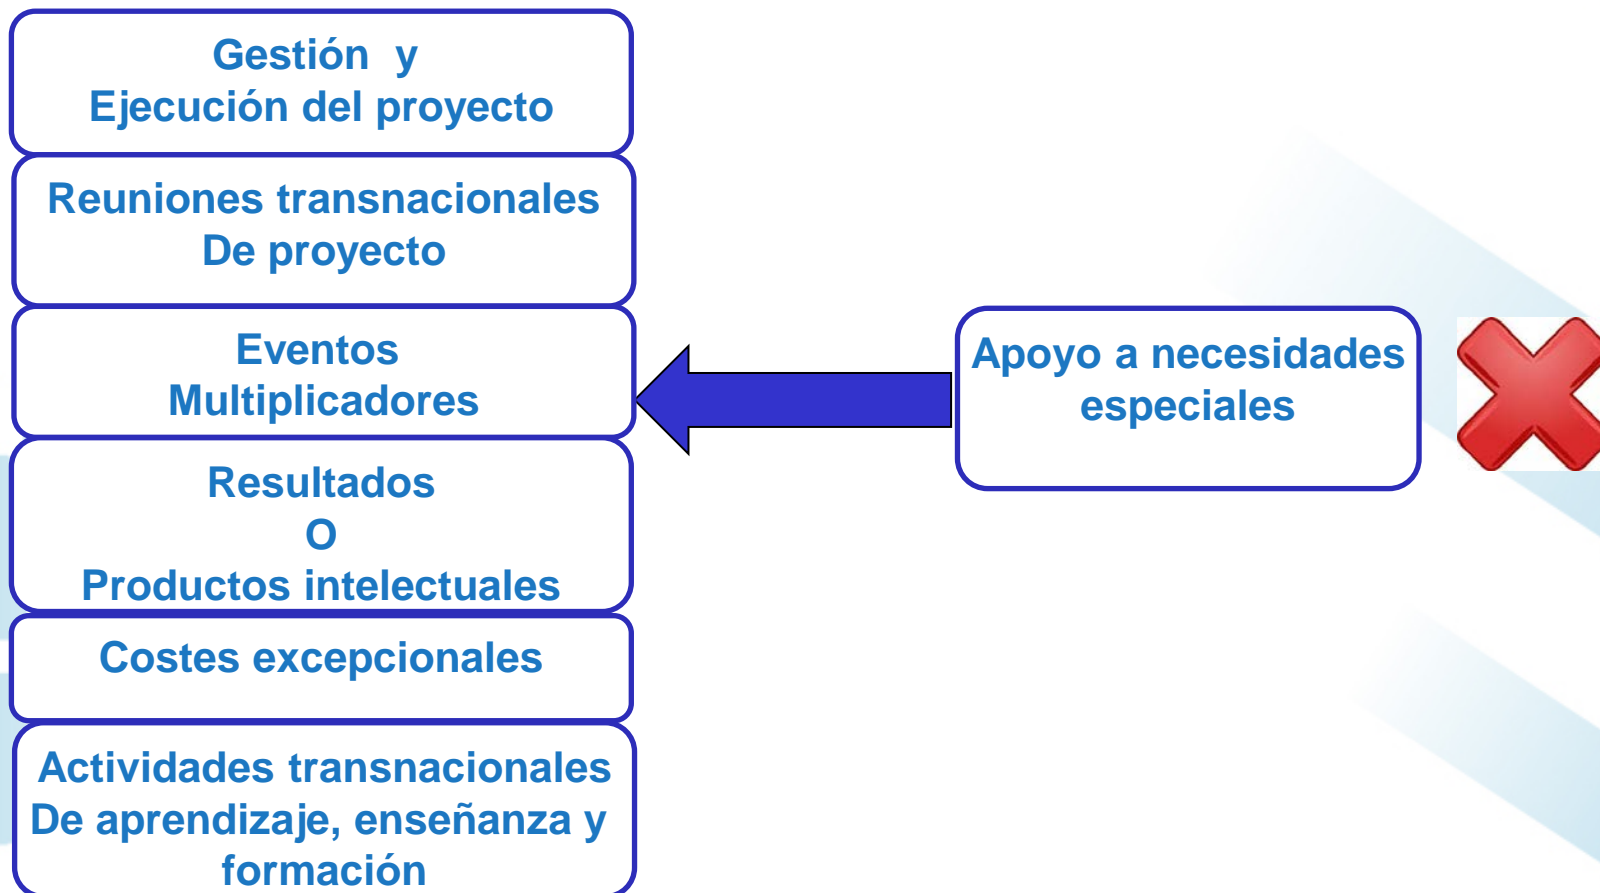 Gestión y
Ejecución del proyecto
Reuniones transnacionales
De proyecto
Eventos
Multiplicadores
Resultados
O
Productos intelectuales
Costes excepcionales
Actividades transnacionales
De aprendizaje, enseñanza y
formación
Apoyo a necesidades
especiales